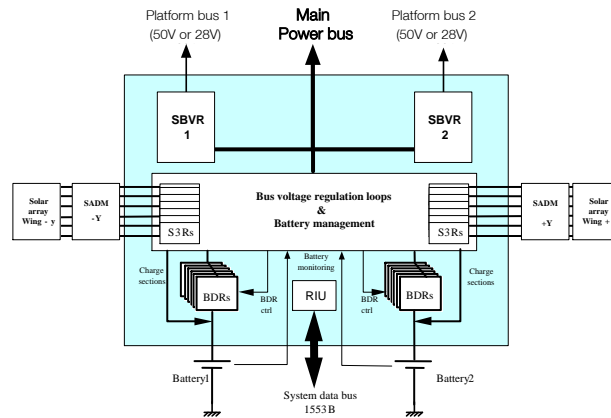 Platform bus 1
(50V or 28V)
Main
Power bus
Platform bus 2
(50V or 28V)
SBVR
1
SBVR
2
Solar
array
Wing - y
SADM
-Y
S3Rs
Bus voltage regulation loops
&
Battery management
S3Rs
SADM
+Y
Solar
array
Wing +
Charge
sections
BDRs
BDR
ctrl
Battery
monitoring
RIU
BDR
ctrl
BDRs
Charge
sections
Battery1
System data bus
1553B
Battery2